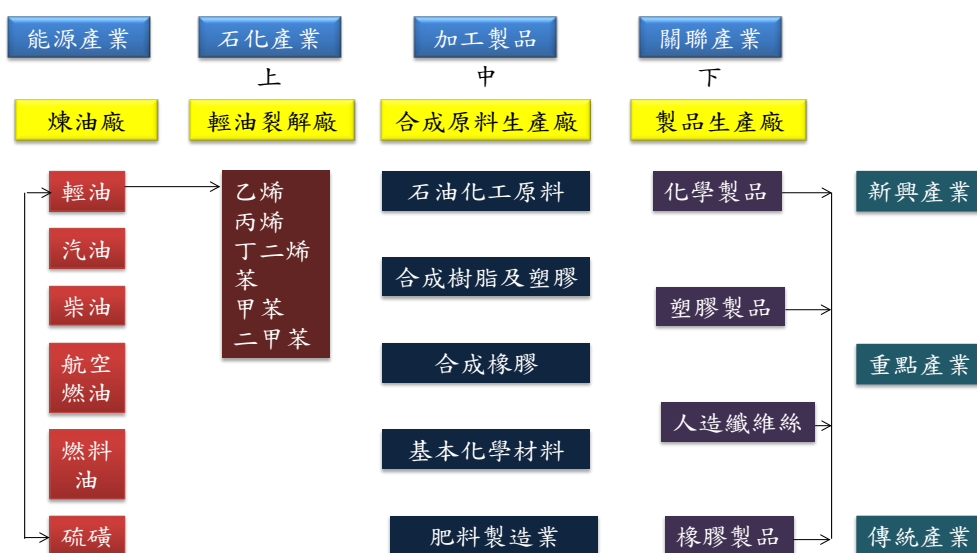 能源產業
石化產業
加工製品
關聯產業
上
中
下
煉油廠
輕油裂解廠
合成原料生產廠
製品生產廠
輕油
汽油
柴油
航空
燃油
燃料
油
硫磺
乙烯
丙烯
丁二烯
苯
甲苯
二甲苯
石油化工原料
合成樹脂及塑膠
合成橡膠
基本化學材料
肥料製造業
化學製品
塑膠製品
人造纖維絲
橡膠製品
新興產業
重點產業
傳統產業